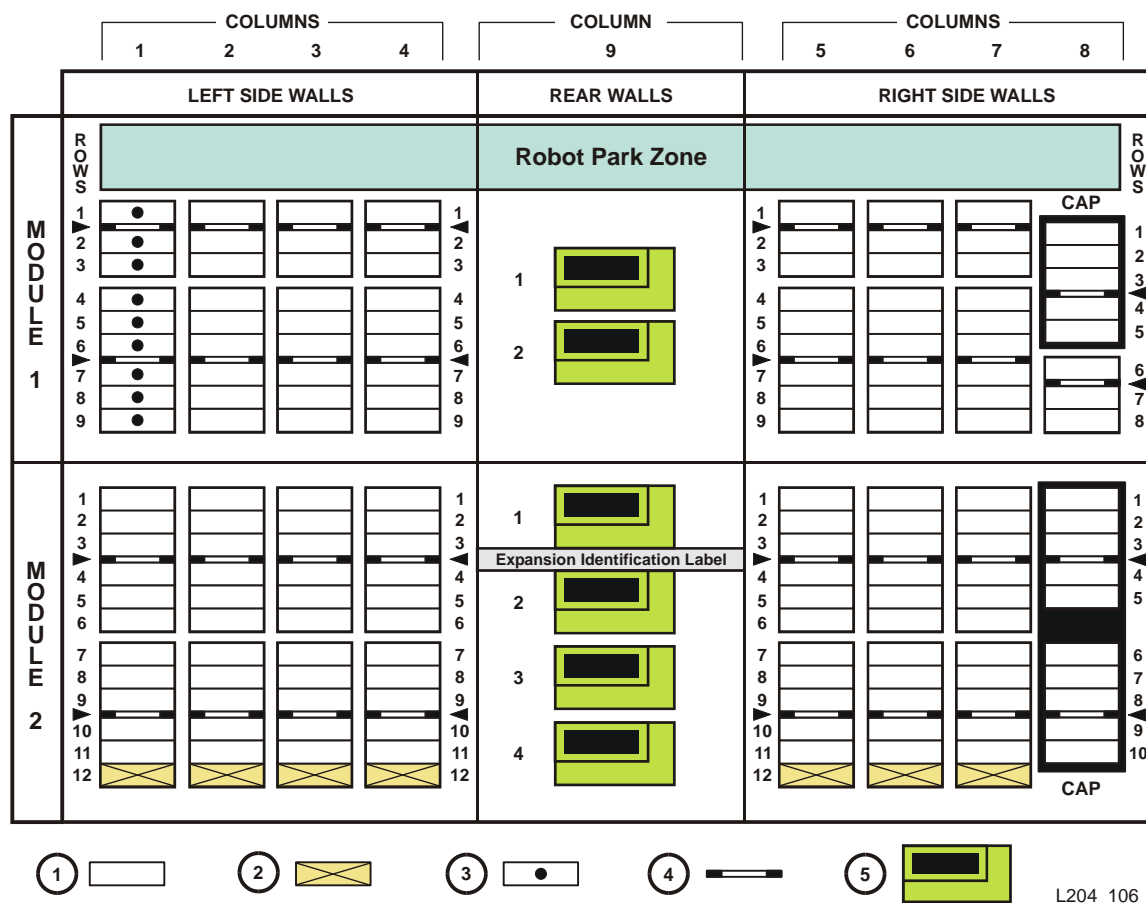 COLUMNS COLUMN COLUMNS
1 2 3 4 9 5 6 7 8
LEFT SIDE WALLS REAR WALLS RIGHT SIDE WALLS
ROWS Robot Park Zone ROWS
MODULE 1
CAP
1 1 1 1
2 2 2 2
3 3 1 3 3
4 4 4 4
5 5 5 5
6 6 2 6 6
7 7 7 7
8 8 8 8
9 9 9
MODULE 2
1 1 1 1 1
2 2 2 2
3 3 3 3
Expansion Identification Label
4 4 4 4
5 5 2 5 5
6 6 6
7 7 7 6
8 8 3 8 7
9 9 9 8
10 10 10 9
11 11 4 11 10
12 12 12
CAP
1 2 3 4 5
L204_106